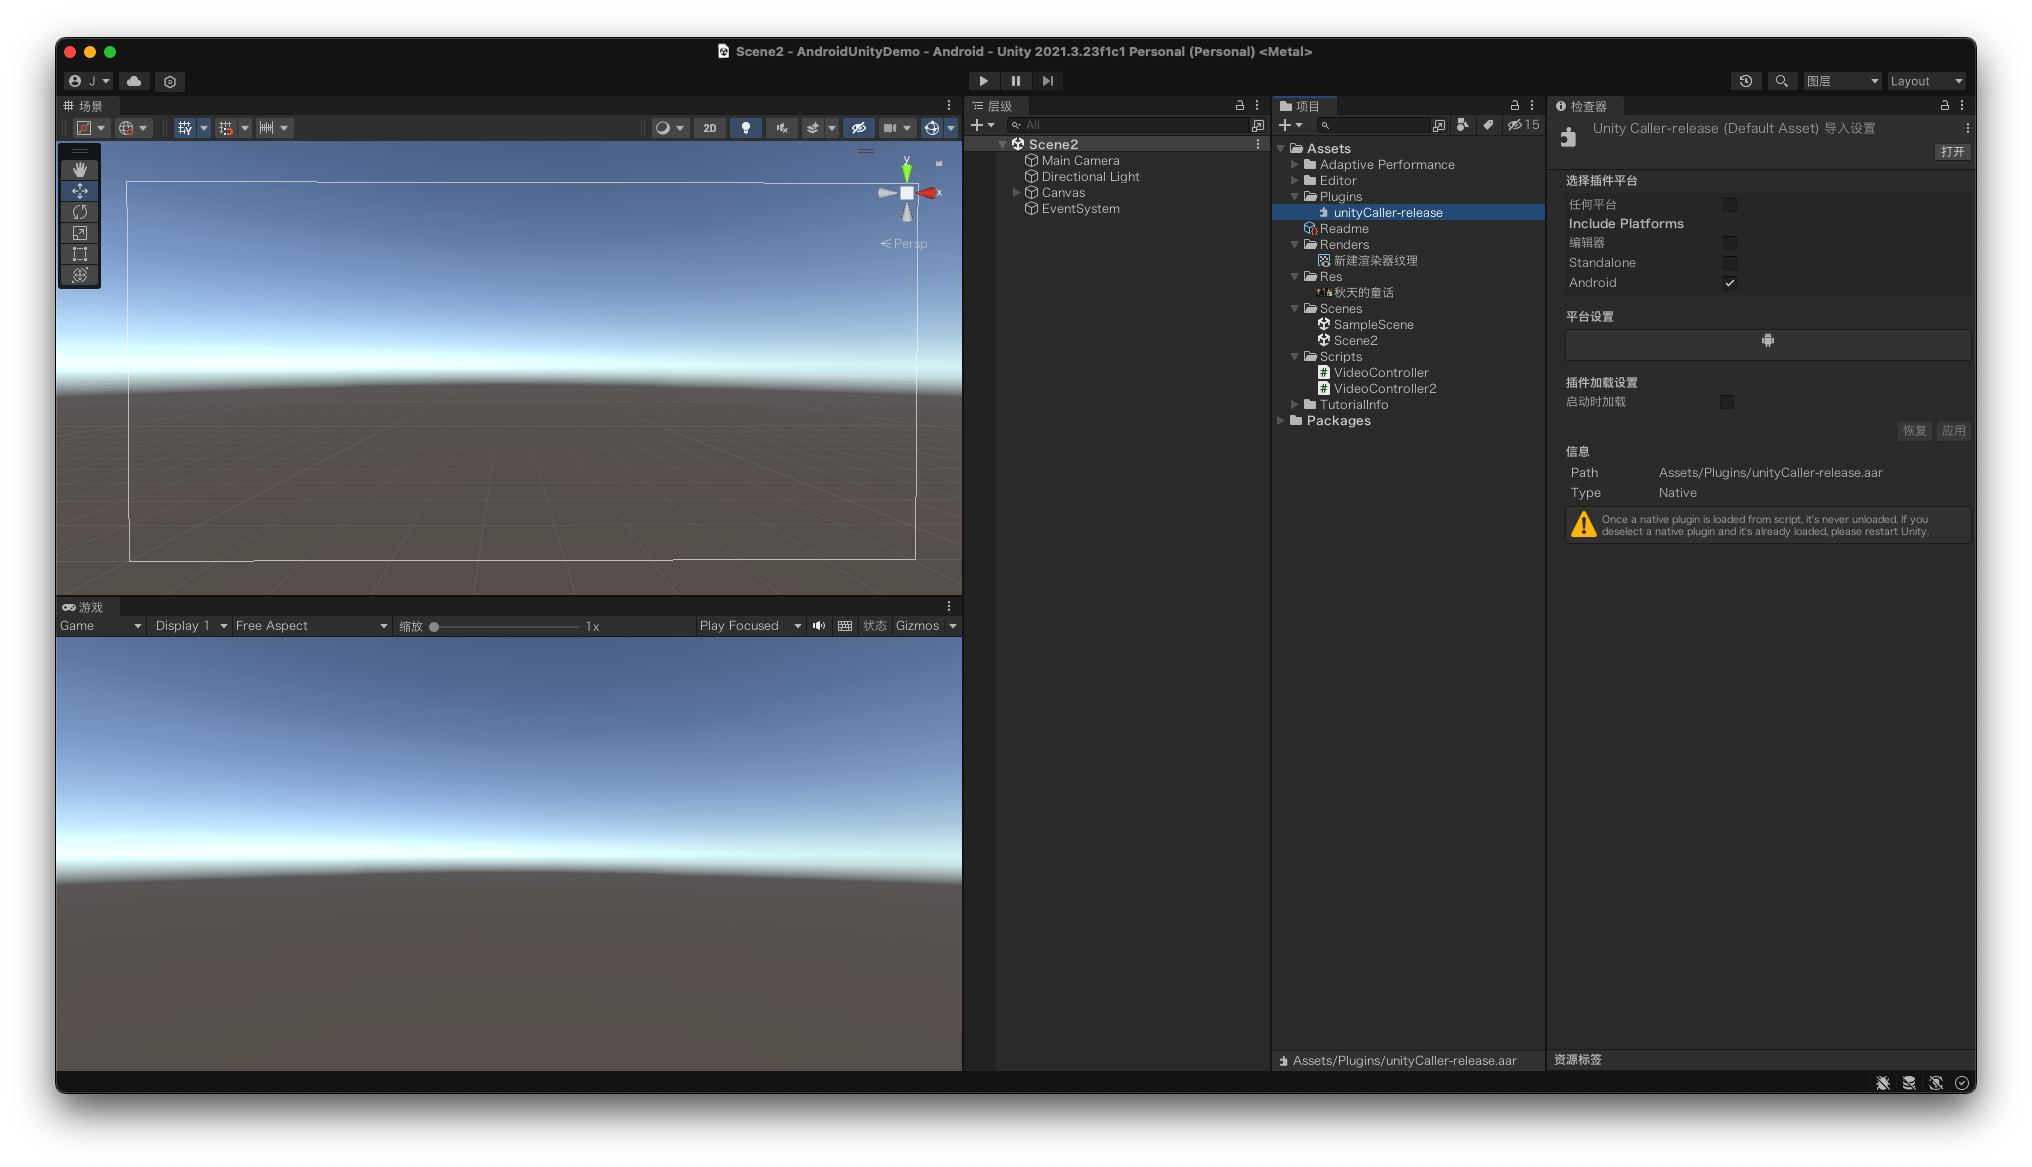 Scene2 - AndroidUnityDemo - Android - Unity 2021.3.23f1c1 Personal (Personal) <Metal>
J
图层
Layout
场景
2D
y
x
Persp
游戏
Game
Display 1
Free Aspect
缩放
1x
Play Focused
状态
Gizmos
层级
All
Scene2
Main Camera
Directional Light
Canvas
EventSystem
项目
15
Assets
Adaptive Performance
Editor
Plugins
unityCaller-release
Readme
Renders
新建渲染器纹理
Res
秋天的童话
Scenes
SampleScene
Scene2
Scripts
VideoController
VideoController2
TutorialInfo
Packages
Assets/Plugins/unityCaller-release.aar
检查器
Unity Caller-release (Default Asset) 导入设置
打开
选择插件平台
任何平台
Include Platforms
编辑器
Standalone
Android
平台设置
插件加载设置
启动时加载
恢复
应用
信息
Path Assets/Plugins/unityCaller-release.aar
Type Native
Once a native plugin is loaded from script, it's never unloaded. If you
deselect a native plugin and it's already loaded, please restart Unity.
资源标签